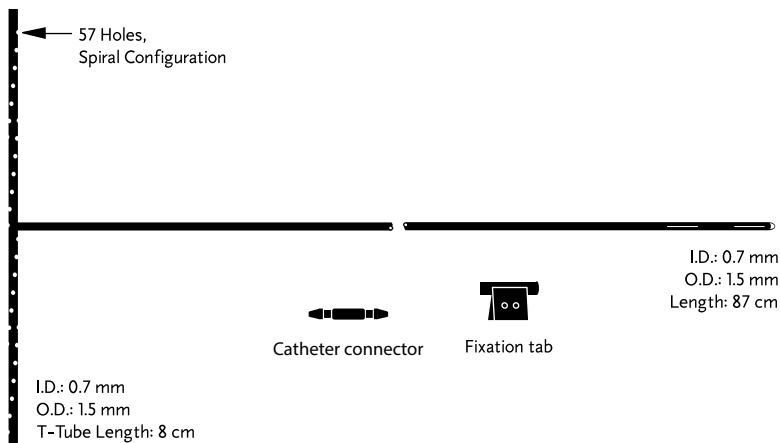 57 Holes,
Spiral Configuration
I.D.: 0.7 mm
O.D.: 1.5 mm
Length: 87 cm
Catheter connector
Fixation tab
I.D.: 0.7 mm
O.D.: 1.5 mm
T-Tube Length: 8 cm